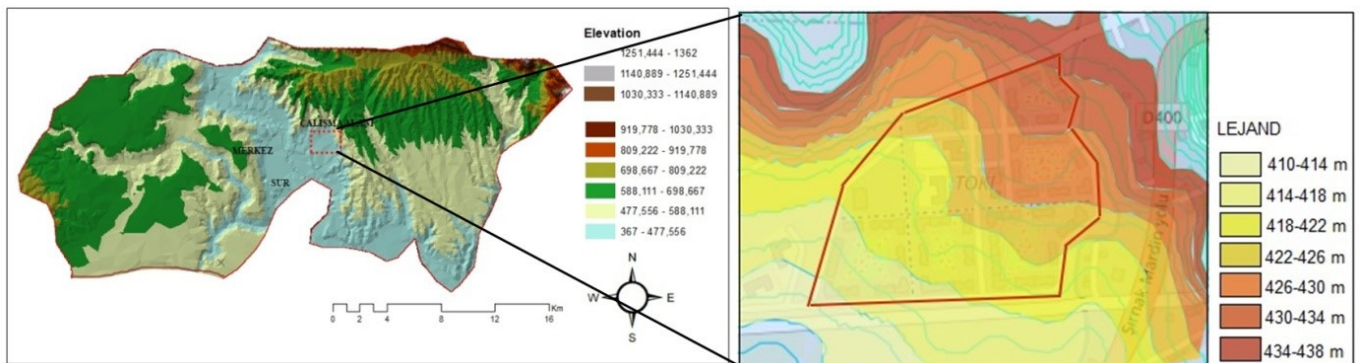 Elevation
1251,444 - 1362
1140,889 - 1251,444
1030,333 - 1140,889
919,778 - 1030,333
809,222 - 919,778
698,667 - 809,222
588,111 - 698,667
477,556 - 588,111
367 - 477,556
MERKEZ
SUR
N
W
E
S
0 2 4 8 12 16
Km
D400
TOKİ
Şırnak Mardin yolu
LEJAND
410-414 m
414-418 m
418-422 m
422-426 m
426-430 m
430-434 m
434-438 m